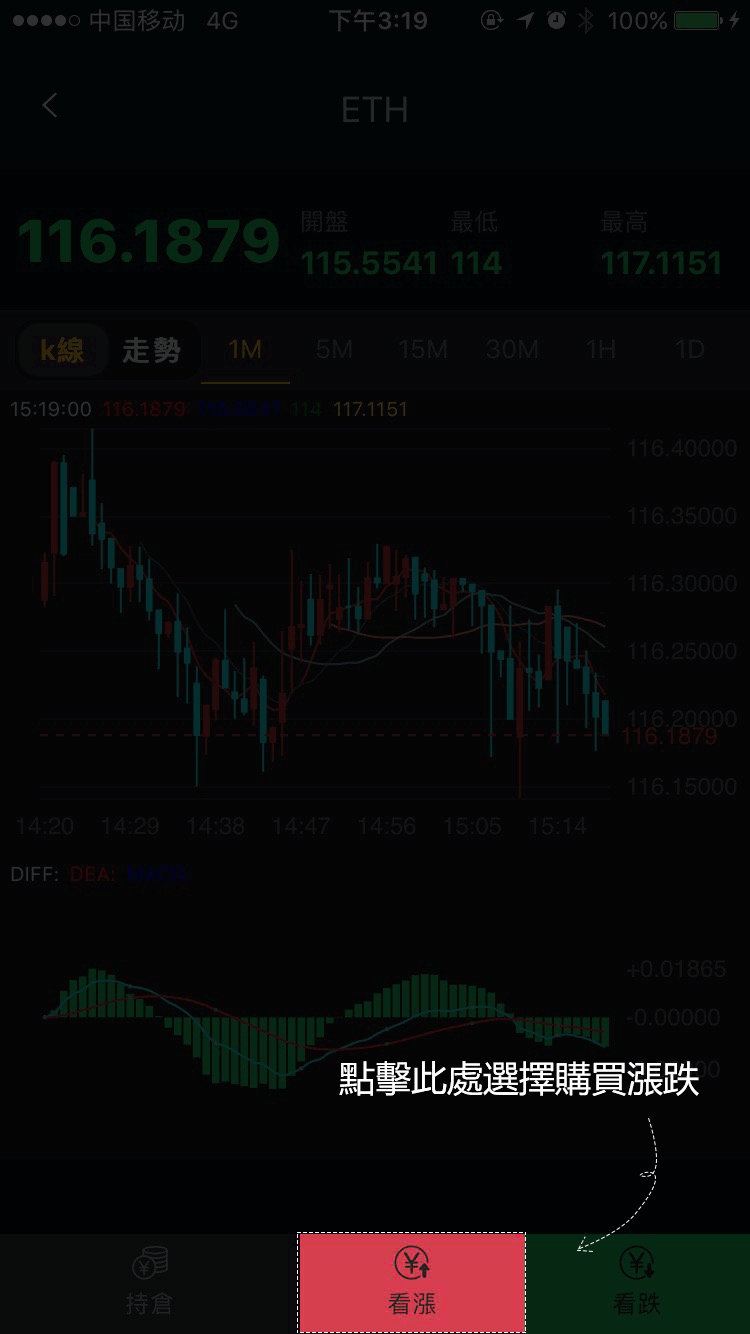 中国移动 4G 下午3:19 100%
ETH
116.1879
開盤 最低 最高
115.5541 114 117.1151
k線 走勢 1M 5M 15M 30M 1H 1D
15:19:00 116.1879 115.5541 114 117.1151
116.40000
116.35000
116.30000
116.25000
116.20000
116.1879
116.15000
14:20 14:29 14:38 14:47 14:56 15:05 15:14
DIFF: DEA: MACD:
+0.01865
-0.00000
點擊此處選擇購買漲跌
持倉 看漲 看跌